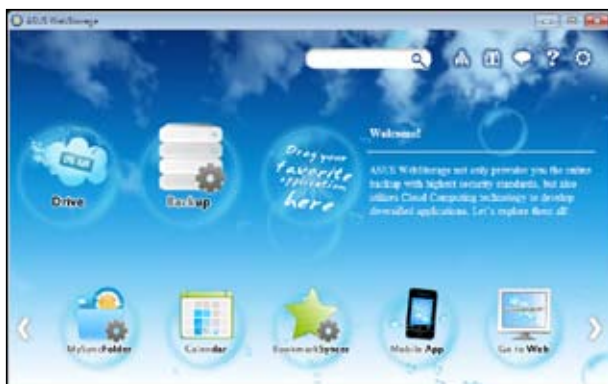 ASUS WebStorage
Welcome!
Drive
Backup
Drag your
favorite
application
here
ASUS WebStorage not only provides you the online
backup with highest security standards, but also
utilizes Cloud Computing technology to develop
diversified applications. Let's explore them all!
MySyncFolder
Calendar
BookmarkSyncer
Mobile App
Go to Web